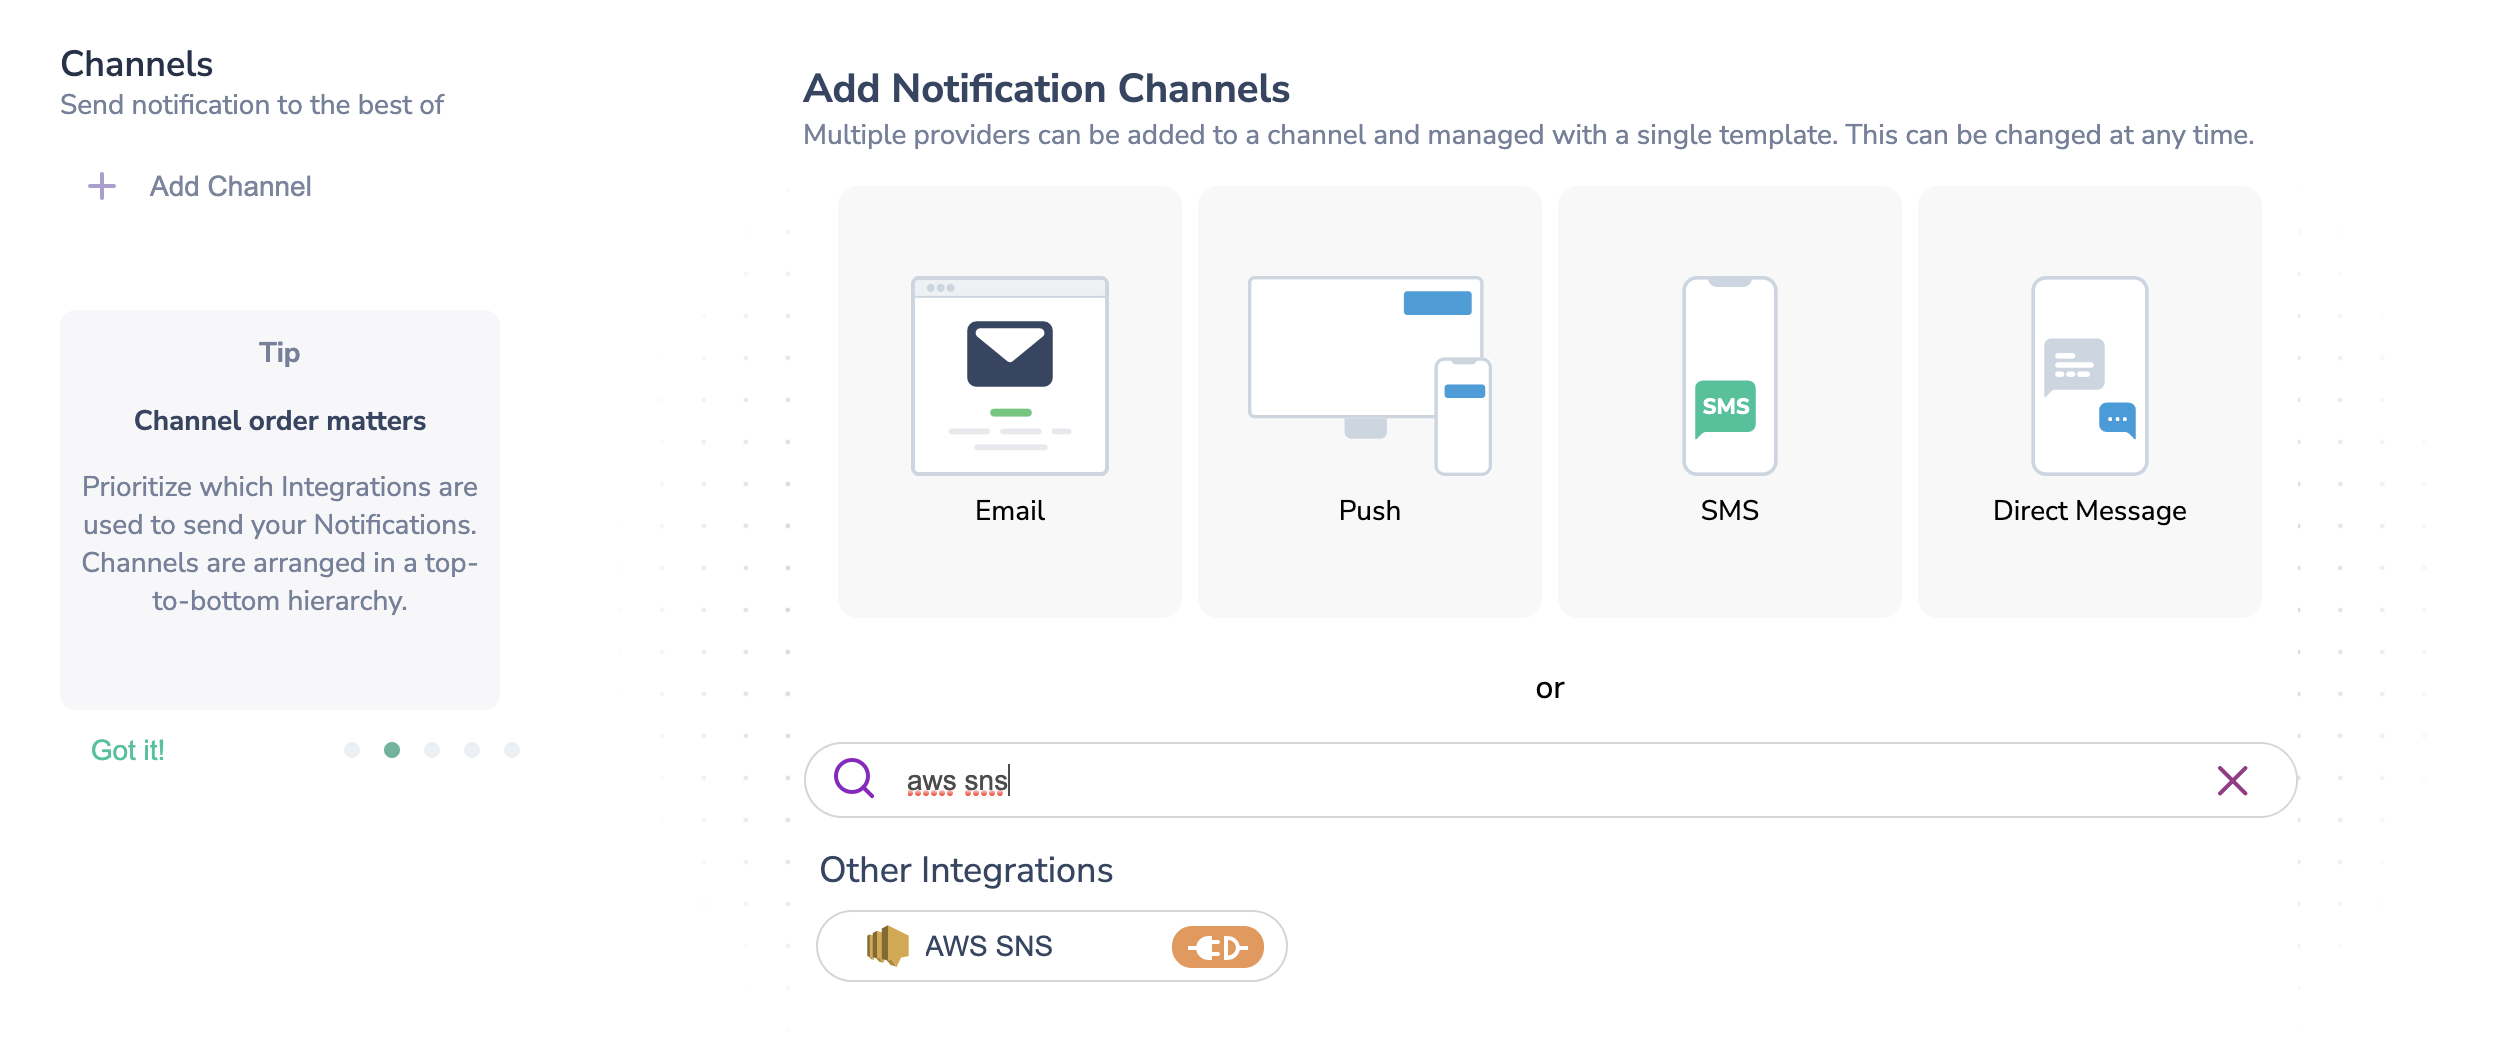 Channels
Send notification to the best of
Add Channel
Tip
Channel order matters
Prioritize which Integrations are
used to send your Notifications.
Channels are arranged in a top-
to-bottom hierarchy.
Got it!
Add Notification Channels
Multiple providers can be added to a channel and managed with a single template. This can be changed at any time.
Email
Push
SMS
SMS
Direct Message
or
aws sns
Other Integrations
AWS SNS